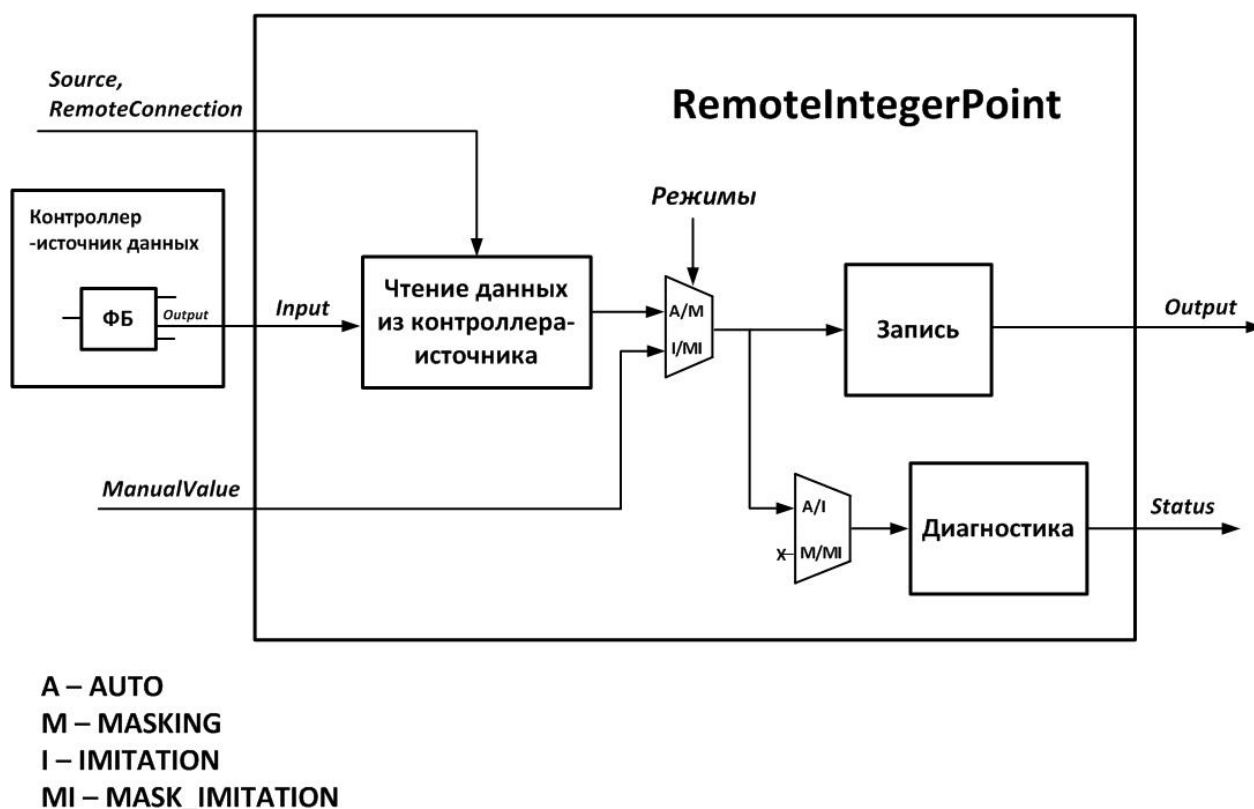 Source,
RemoteConnection
RemoteIntegerPoint
Контроллер
-источник данных
ФБ
Output
Input
Чтение данных
из контроллера-
источника
Режимы
A/M
I/MI
Запись
Output
ManualValue
A/I
X
M/MI
Диагностика
Status
A – AUTO
M – MASKING
I – IMITATION
MI – MASK_IMITATION